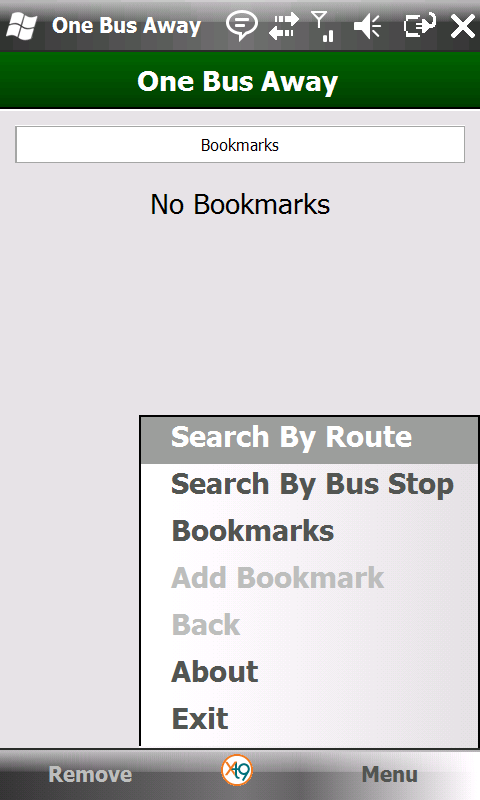 One Bus Away
One Bus Away
Bookmarks
No Bookmarks
Search By Route
Search By Bus Stop
Bookmarks
Add Bookmark
Back
About
Exit
Remove
Menu